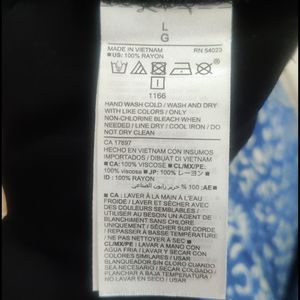 L
G
MADE IN VIETNAM RN 54023
■ US: 100% RAYON
I
1166
HAND WASH COLD / WASH AND DRY
WITH LIKE COLORS / ONLY
NON-CHLORINE BLEACH WHEN
NEEDED / LINE DRY / COOL IRON / DO
NOT DRY CLEAN
CA 17897
HECHO EN VIETNAM CON INSUMOS
IMPORTADOS / DIBUAT DI VIETNAM
■ CA: 100% VISCOSE ■ CL/MX/PE:
100% viscosa ■ JP: 100% レーヨン ■
ID : 100% RAYON
■ AE : 100% حرير رايون الصناعي
■ CA : LAVER À LA MAIN À L'EAU
FROIDE / LAVER ET SÉCHER AVEC
DES COULEURS SEMBLABLES /
UTILISER AU BESOIN UN AGENT DE
BLANCHIMENT SANS CHLORE
UNIQUEMENT / SÉCHER SUR CORDE /
REPASSER À BASSE TEMPÉRATURE
/ NE PAS NETTOYER À SEC ■
CL/MX/PE : LAVAR A MANO CON
AGUA FRÍA / LAVAR Y SECAR CON
COLORES SIMILARES / USAR
BLANQUEADOR SIN CLORO CUANDO
SEA NECESARIO / SECAR COLGADO /
PLANCHAR A BAJA TEMPERATURA /
NO LAVAR EN SECO